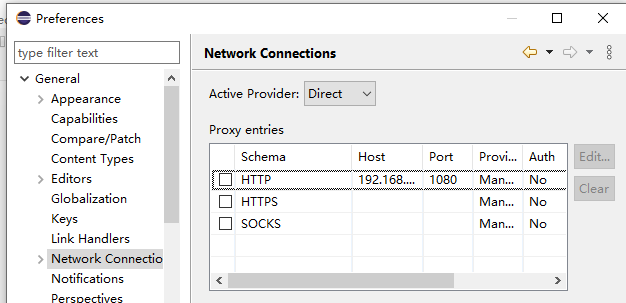 Preferences
type filter text
General
Appearance
Capabilities
Compare/Patch
Content Types
Editors
Globalization
Keys
Link Handlers
Network Connectio
Notifications
Perspectives
Network Connections
Active Provider: Direct
Proxy entries
Schema Host Port Provi... Auth
HTTP 192.168.... 1080 Man... No
HTTPS Man... No
SOCKS Man... No
Edit...
Clear